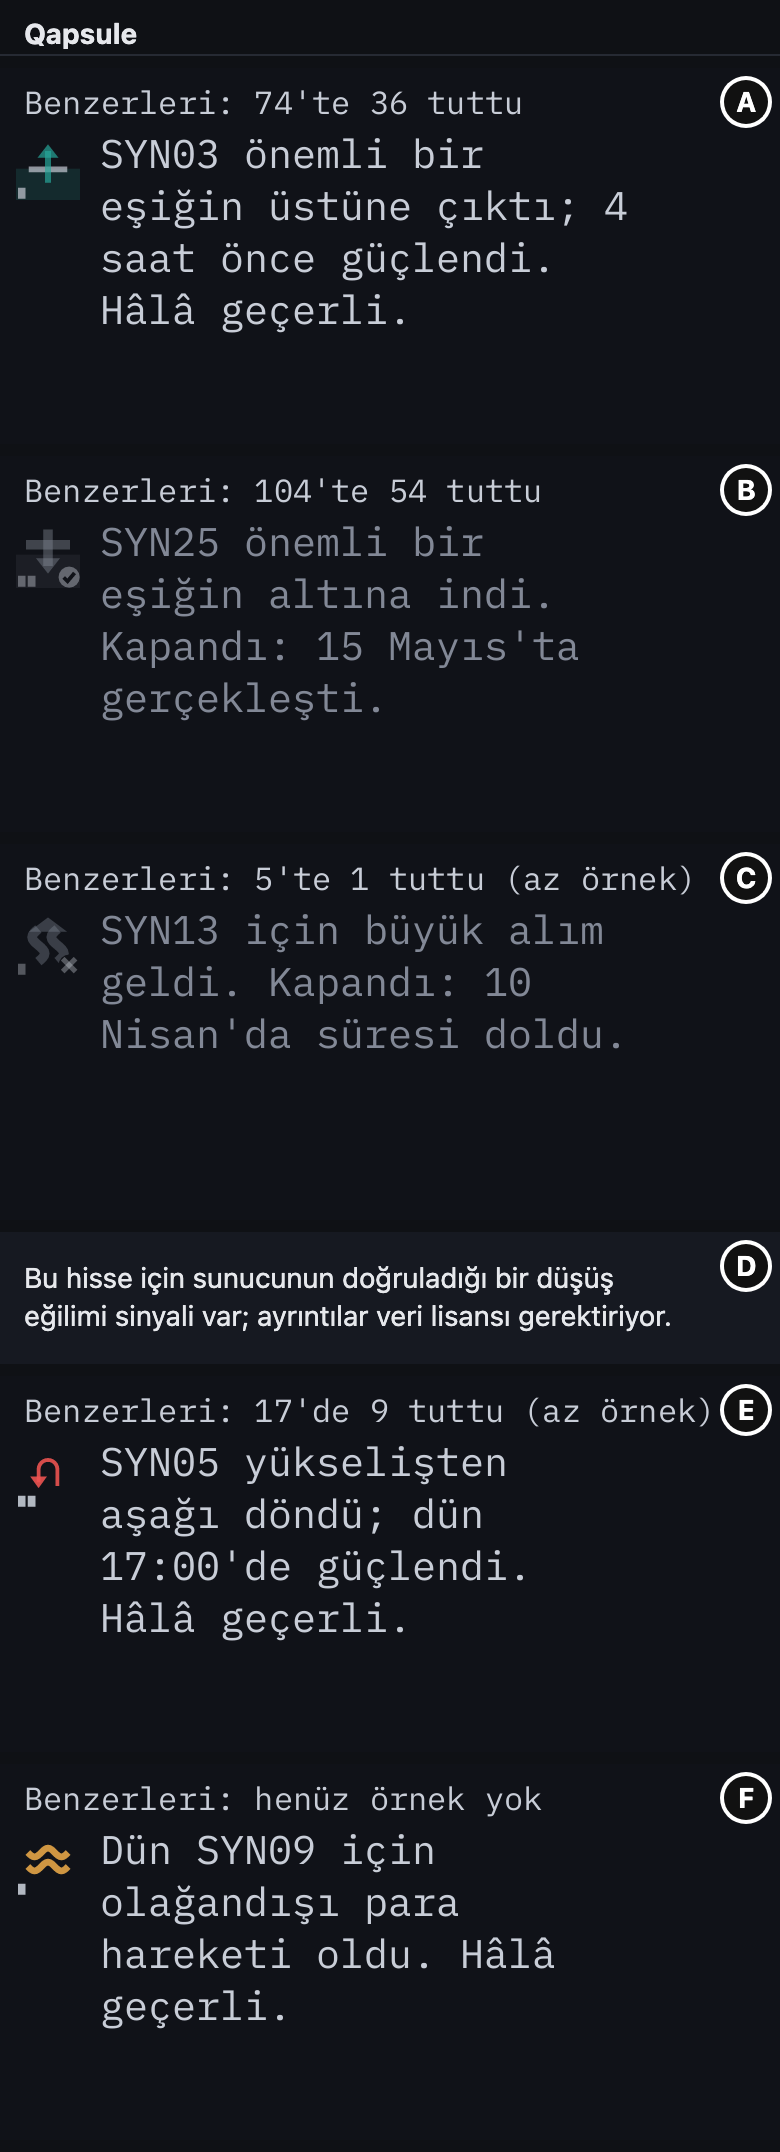 Qapsule
Benzerleri: 74'te 36 tuttu
A
SYN03 önemli bir
eşiğin üstüne çıktı; 4
saat önce güçlendi.
Hâlâ geçerli.
Benzerleri: 104'te 54 tuttu
B
SYN25 önemli bir
eşiğin altına indi.
Kapandı: 15 Mayıs'ta
gerçekleşti.
Benzerleri: 5'te 1 tuttu (az örnek)
C
SYN13 için büyük alım
geldi. Kapandı: 10
Nisan'da süresi doldu.
D
Bu hisse için sunucunun doğruladığı bir düşüş
eğilimi sinyali var; ayrıntılar veri lisansı gerektiriyor.
Benzerleri: 17'de 9 tuttu (az örnek)
E
SYN05 yükselişten
aşağı döndü; dün
17:00'de güçlendi.
Hâlâ geçerli.
Benzerleri: henüz örnek yok
F
Dün SYN09 için
olağandışı para
hareketi oldu. Hâlâ
geçerli.